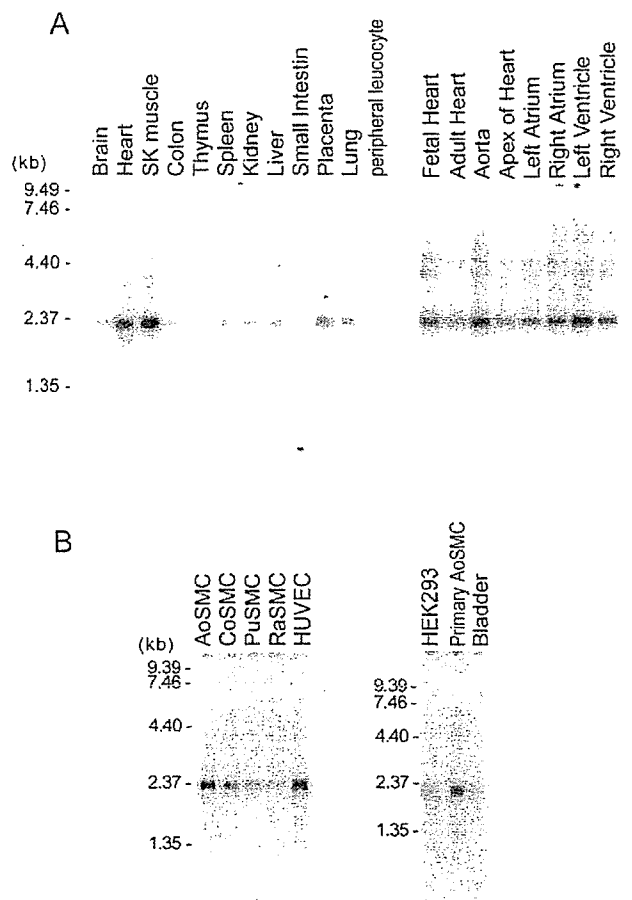 A
(kb)
Brain
Heart
SK muscle
Colon
Thymus
Spleen
Kidney
Liver
Small Intestin
Placenta
Lung
peripheral leucocyte
Fetal Heart
Adult Heart
Aorta
Apex of Heart
Left Atrium
Right Atrium
Left Ventricle
Right Ventricle
9.49 -
7.46 -
4.40 -
2.37 -
1.35 -
B
(kb)
AoSMC
CoSMC
PuSMC
RaSMC
HUVEC
9.39 -
7.46 -
4.40 -
2.37 -
1.35 -
HEK293
Primary AoSMC
Bladder
9.39 -
7.46 -
4.40 -
2.37 -
1.35 -